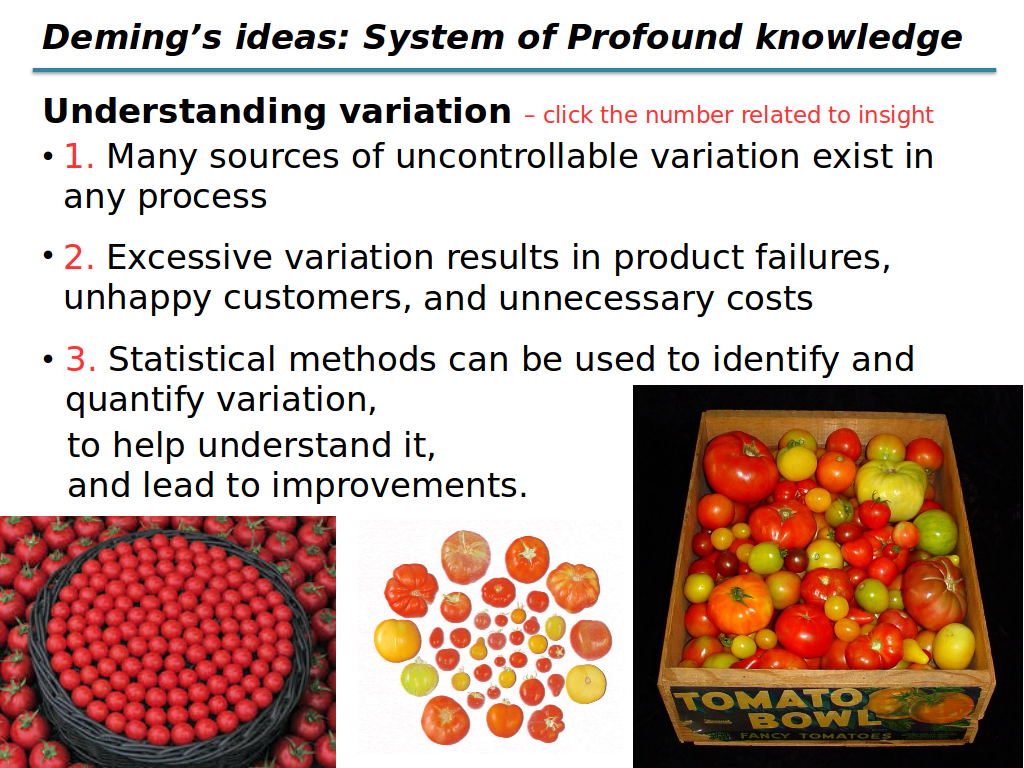 Deming’s ideas: System of Profound knowledge
Understanding variation – click the number related to insight
• 1. Many sources of uncontrollable variation exist in
any process
• 2. Excessive variation results in product failures,
unhappy customers, and unnecessary costs
• 3. Statistical methods can be used to identify and
quantify variation,
to help understand it,
and lead to improvements.
TOMATO
BOWL
FANCY TOMATOES